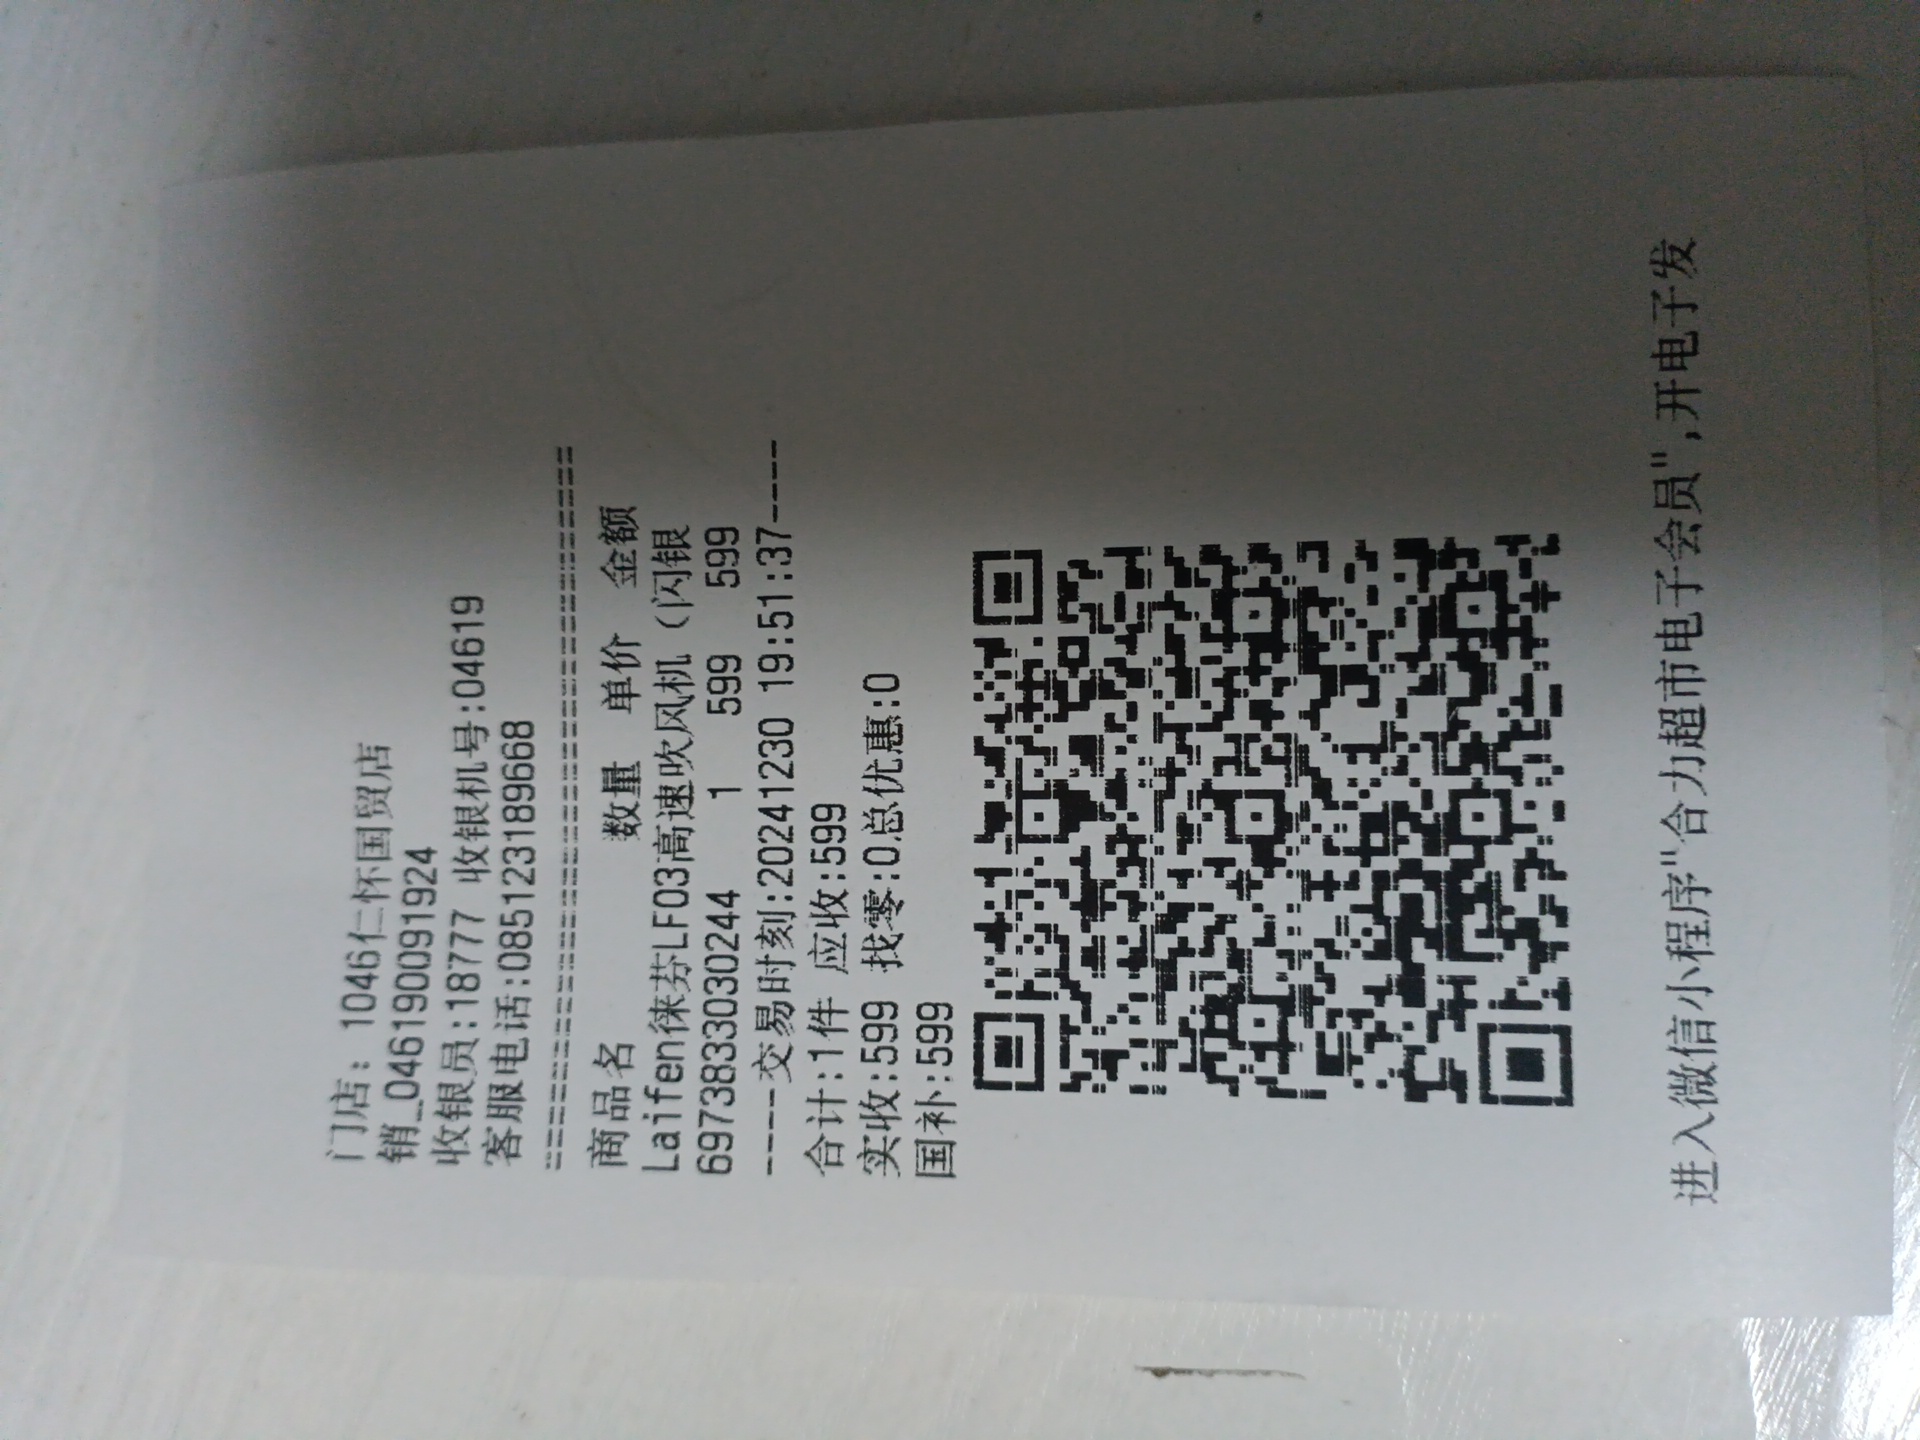 门店: 1046仁怀国贸店
销_046190091924
收银员:18777 收银机号:04619
客服电话:085123189668
商品名 数量 单价 金额
Laifen徕芬LF03高速吹风机（闪银
6973833030244 1 599 599
----交易时刻:20241230 19:51:37----
合计:1件 应收:599
实收:599 找零:0总优惠:0
国补:599
进入微信小程序"合力超市电子会员",开电子发